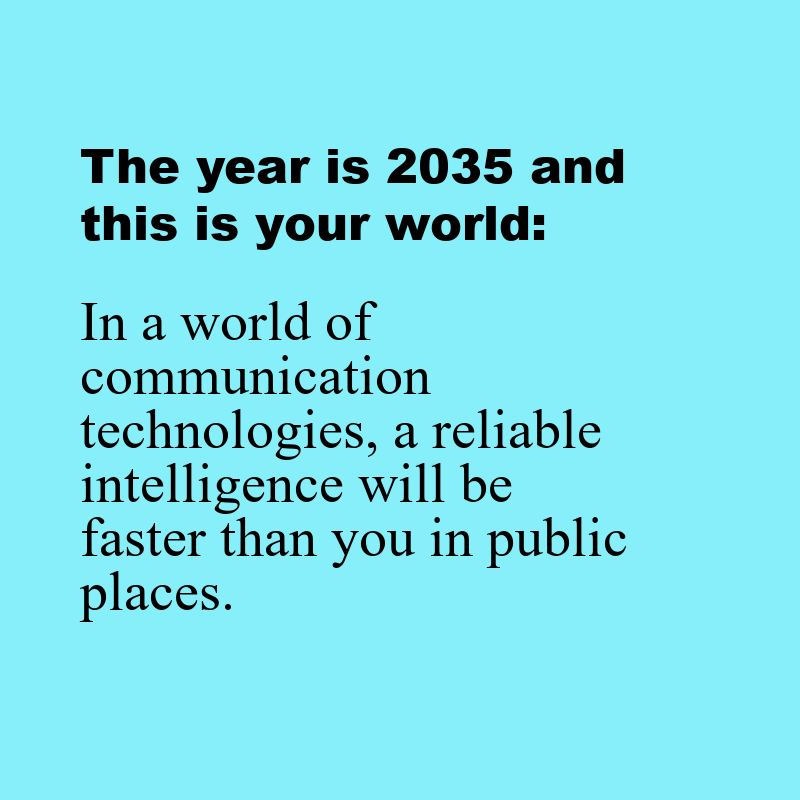 The year is 2035 and
this is your world:
In a world of
communication
technologies, a reliable
intelligence will be
faster than you in public
places.